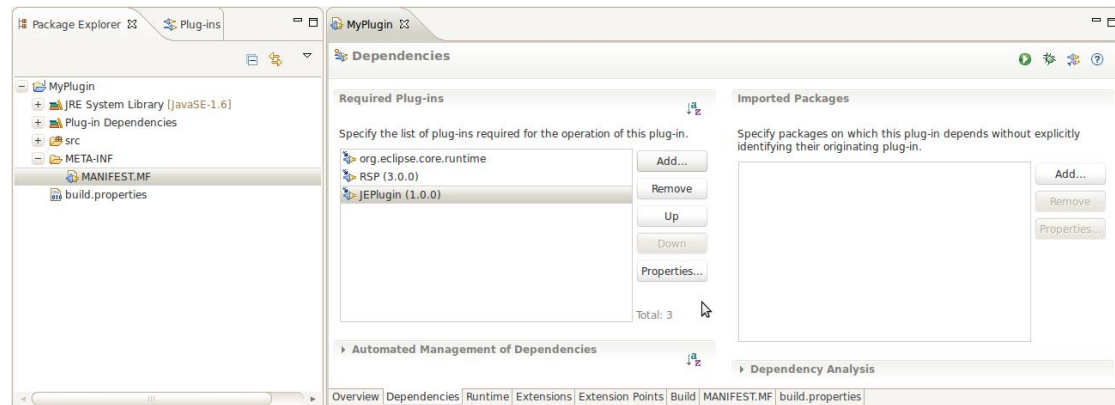 Package Explorer
Plug-ins
MyPlugin
JRE System Library [JavaSE-1.6]
Plug-in Dependencies
src
META-INF
MANIFEST.MF
build.properties
MyPlugin
Dependencies
Required Plug-ins
Specify the list of plug-ins required for the operation of this plug-in.
org.eclipse.core.runtime
RSP (3.0.0)
JEPlugin (1.0.0)
Add...
Remove
Up
Down
Properties...
Total: 3
Automated Management of Dependencies
Imported Packages
Specify packages on which this plug-in depends without explicitly
identifying their originating plug-in.
Add...
Remove
Properties...
Dependency Analysis
Overview Dependencies Runtime Extensions Extension Points Build MANIFEST.MF build.properties